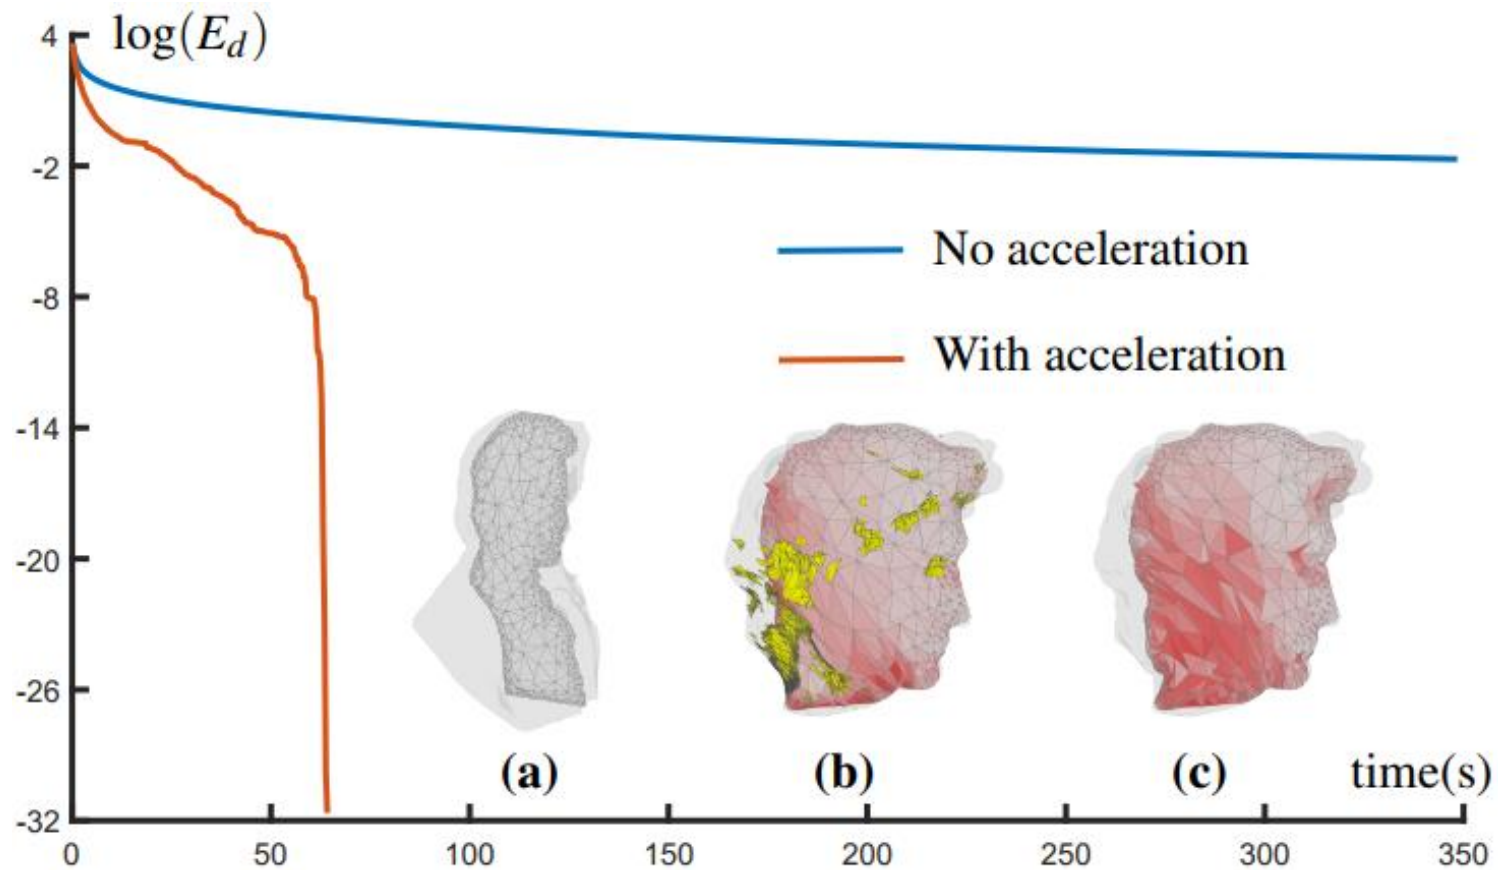 4 log(E_d)
-2
No acceleration
-8
With acceleration
-14
-20
-26
(a) (b) (c) time(s)
-32
0 50 100 150 200 250 300 350